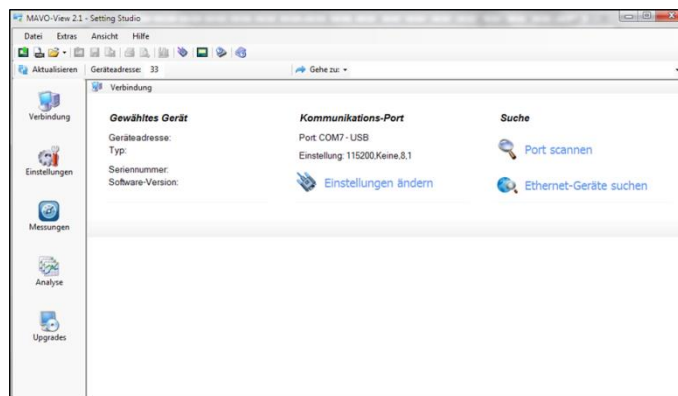 MAVO-View 2.1 - Setting Studio
Datei Extras Ansicht Hilfe
Aktualisieren Geräteadresse: 33 Gehe zu:
Verbindung
Verbindung
Einstellungen
Messungen
Analyse
Upgrades
Gewähltes Gerät
Geräteadresse:
Typ:
Seriennummer:
Software-Version:
Kommunikations-Port
Port: COM7 - USB
Einstellung: 115200,Keine,8,1
Einstellungen ändern
Suche
Port scannen
Ethernet-Geräte suchen